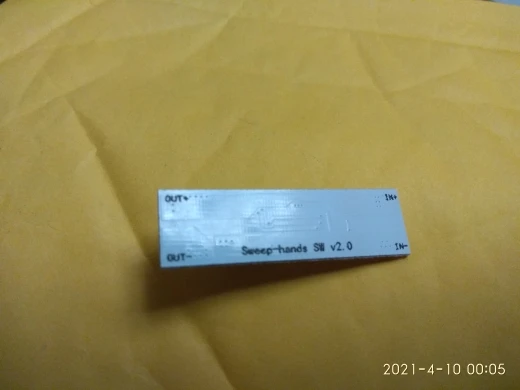 OUT+
IN+
OUT-
Sweep-hands SW v2.0
IN-
2021-4-10 00:05